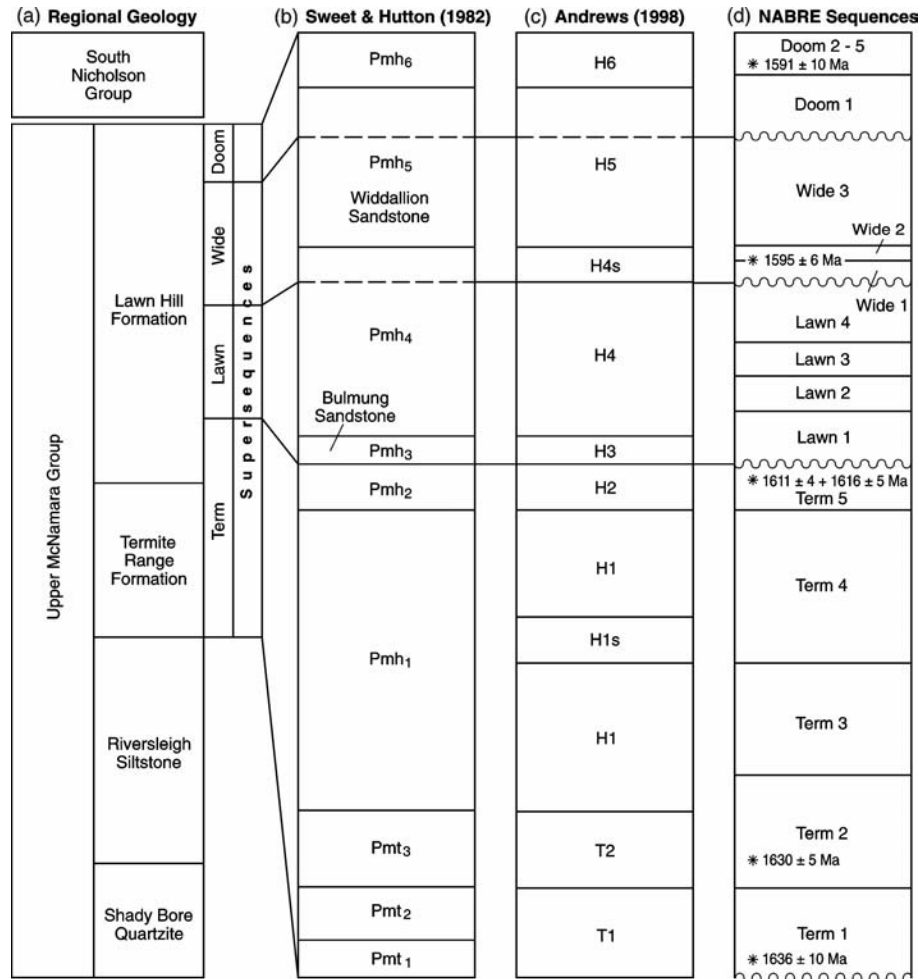 (a) Regional Geology
South
Nicholson
Group
Upper McNamara Group
Lawn Hill
Formation
Termite
Range
Formation
Riversleigh
Siltstone
Shady Bore
Quartzite
Doom
Wide
Lawn
Term
Supersequences
(b) Sweet & Hutton (1982)
Pmh6
Pmh5
Widdallion
Sandstone
Pmh4
Bulmung
Sandstone
Pmh3
Pmh2
Pmh1
Pmt3
Pmt2
Pmt1
(c) Andrews (1998)
H6
H5
H4s
H4
H3
H2
H1
H1s
H1
T2
T1
(d) NABRE Sequences
Doom 2 - 5
* 1591 ± 10 Ma
Doom 1
Wide 3
Wide 2
* 1595 ± 6 Ma
Wide 1
Lawn 4
Lawn 3
Lawn 2
Lawn 1
* 1611 ± 4 + 1616 ± 5 Ma
Term 5
Term 4
Term 3
Term 2
* 1630 ± 5 Ma
Term 1
* 1636 ± 10 Ma